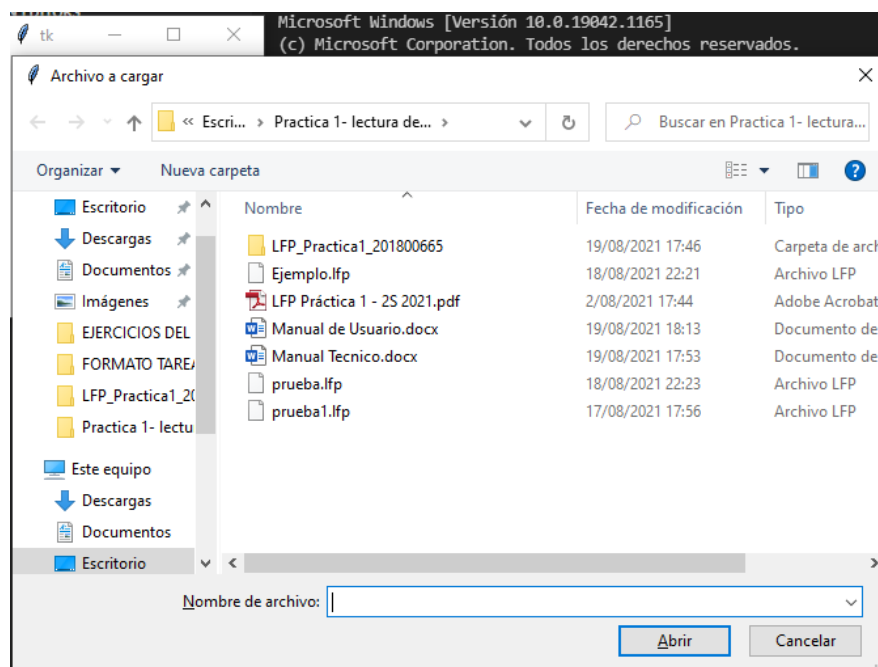 Microsoft Windows [Versión 10.0.19042.1165]
tk
(c) Microsoft Corporation. Todos los derechos reservados.
Archivo a cargar
« Escri... › Practica 1- lectura de... ›
Buscar en Practica 1- lectura...
Organizar
Nueva carpeta
Escritorio
Descargas
Documentos
Imágenes
EJERCICIOS DEL
FORMATO TAREA
LFP_Practica1_20
Practica 1- lectu
Este equipo
Descargas
Documentos
Escritorio
Nombre Fecha de modificación Tipo
LFP_Practica1_201800665 19/08/2021 17:46 Carpeta de arch
Ejemplo.lfp 18/08/2021 22:21 Archivo LFP
LFP Práctica 1 - 2S 2021.pdf 2/08/2021 17:44 Adobe Acrobat
Manual de Usuario.docx 19/08/2021 18:13 Documento de
Manual Tecnico.docx 19/08/2021 17:53 Documento de
prueba.lfp 18/08/2021 22:23 Archivo LFP
prueba1.lfp 17/08/2021 17:56 Archivo LFP
Nombre de archivo:
Abrir
Cancelar